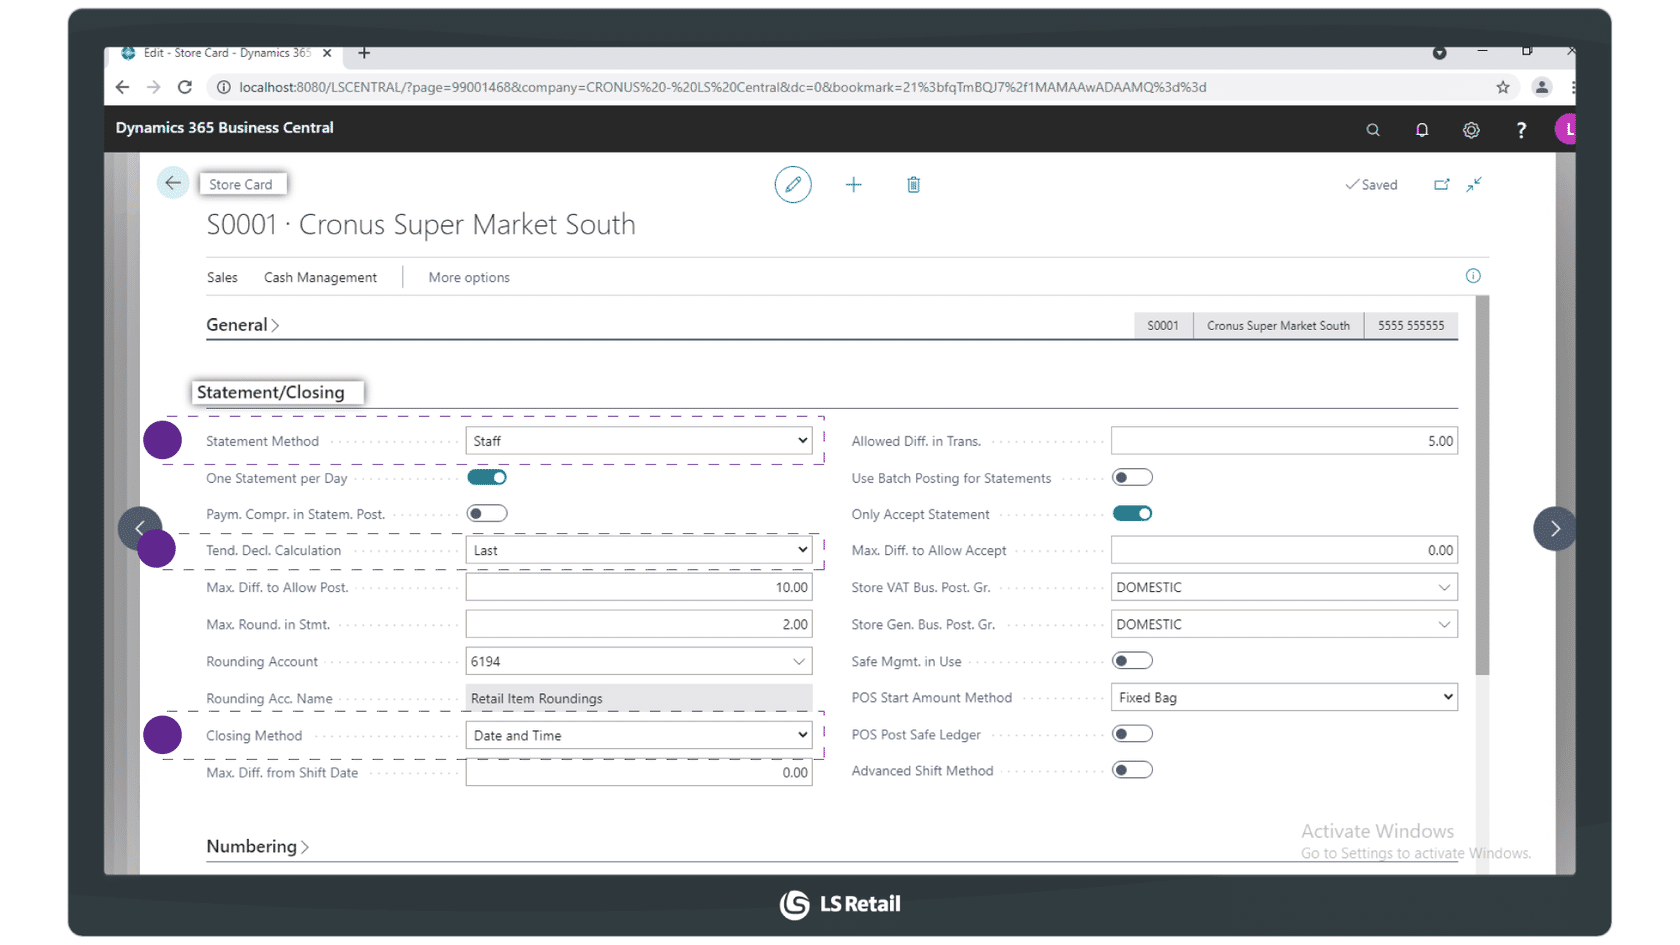 Edit - Store Card - Dynamics 365
localhost:8080/LSCENTRAL/?page=99001468&company=CRONUS%20-%20LS%20Central&dc=0&bookmark=21%3bfqTmBQJ7%2f1MAMAAwADAAMQ%3d%3d
Dynamics 365 Business Central
L
Store Card
Saved
S0001 · Cronus Super Market South
Sales Cash Management More options
General
S0001 Cronus Super Market South 5555 555555
Statement/Closing
Statement Method Staff
Allowed Diff. in Trans. 5.00
One Statement per Day
Use Batch Posting for Statements
Paym. Compr. in Statem. Post.
Only Accept Statement
Tend. Decl. Calculation Last
Max. Diff. to Allow Accept 0.00
Max. Diff. to Allow Post. 10.00
Store VAT Bus. Post. Gr. DOMESTIC
Max. Round. in Stmt. 2.00
Store Gen. Bus. Post. Gr. DOMESTIC
Rounding Account 6194
Safe Mgmt. in Use
Rounding Acc. Name Retail Item Roundings
POS Start Amount Method Fixed Bag
Closing Method Date and Time
POS Post Safe Ledger
Max. Diff. from Shift Date 0.00
Advanced Shift Method
Activate Windows
Go to Settings to activate Windows.
Numbering
LS Retail